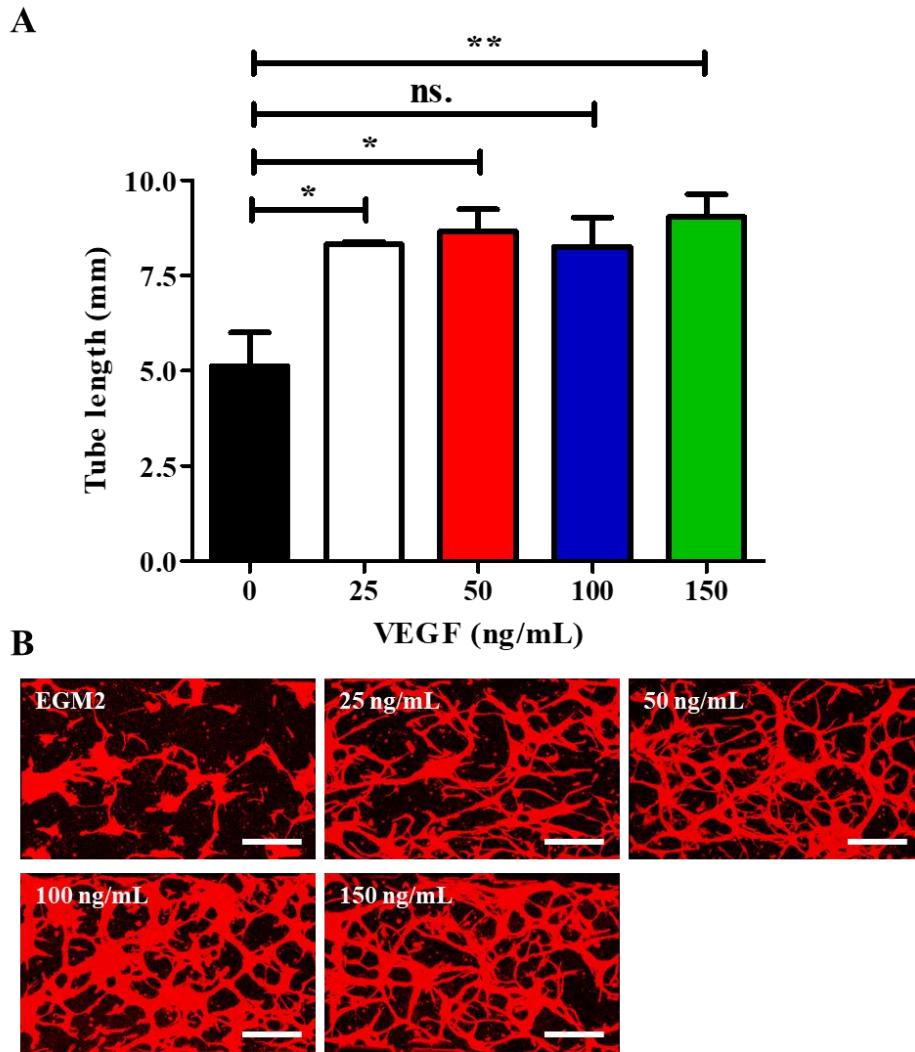 A
**
ns.
*
*
10.0
7.5
5.0
2.5
0.0
Tube length (mm)
0 25 50 100 150
VEGF (ng/mL)
B
EGM2 25 ng/mL 50 ng/mL
100 ng/mL 150 ng/mL